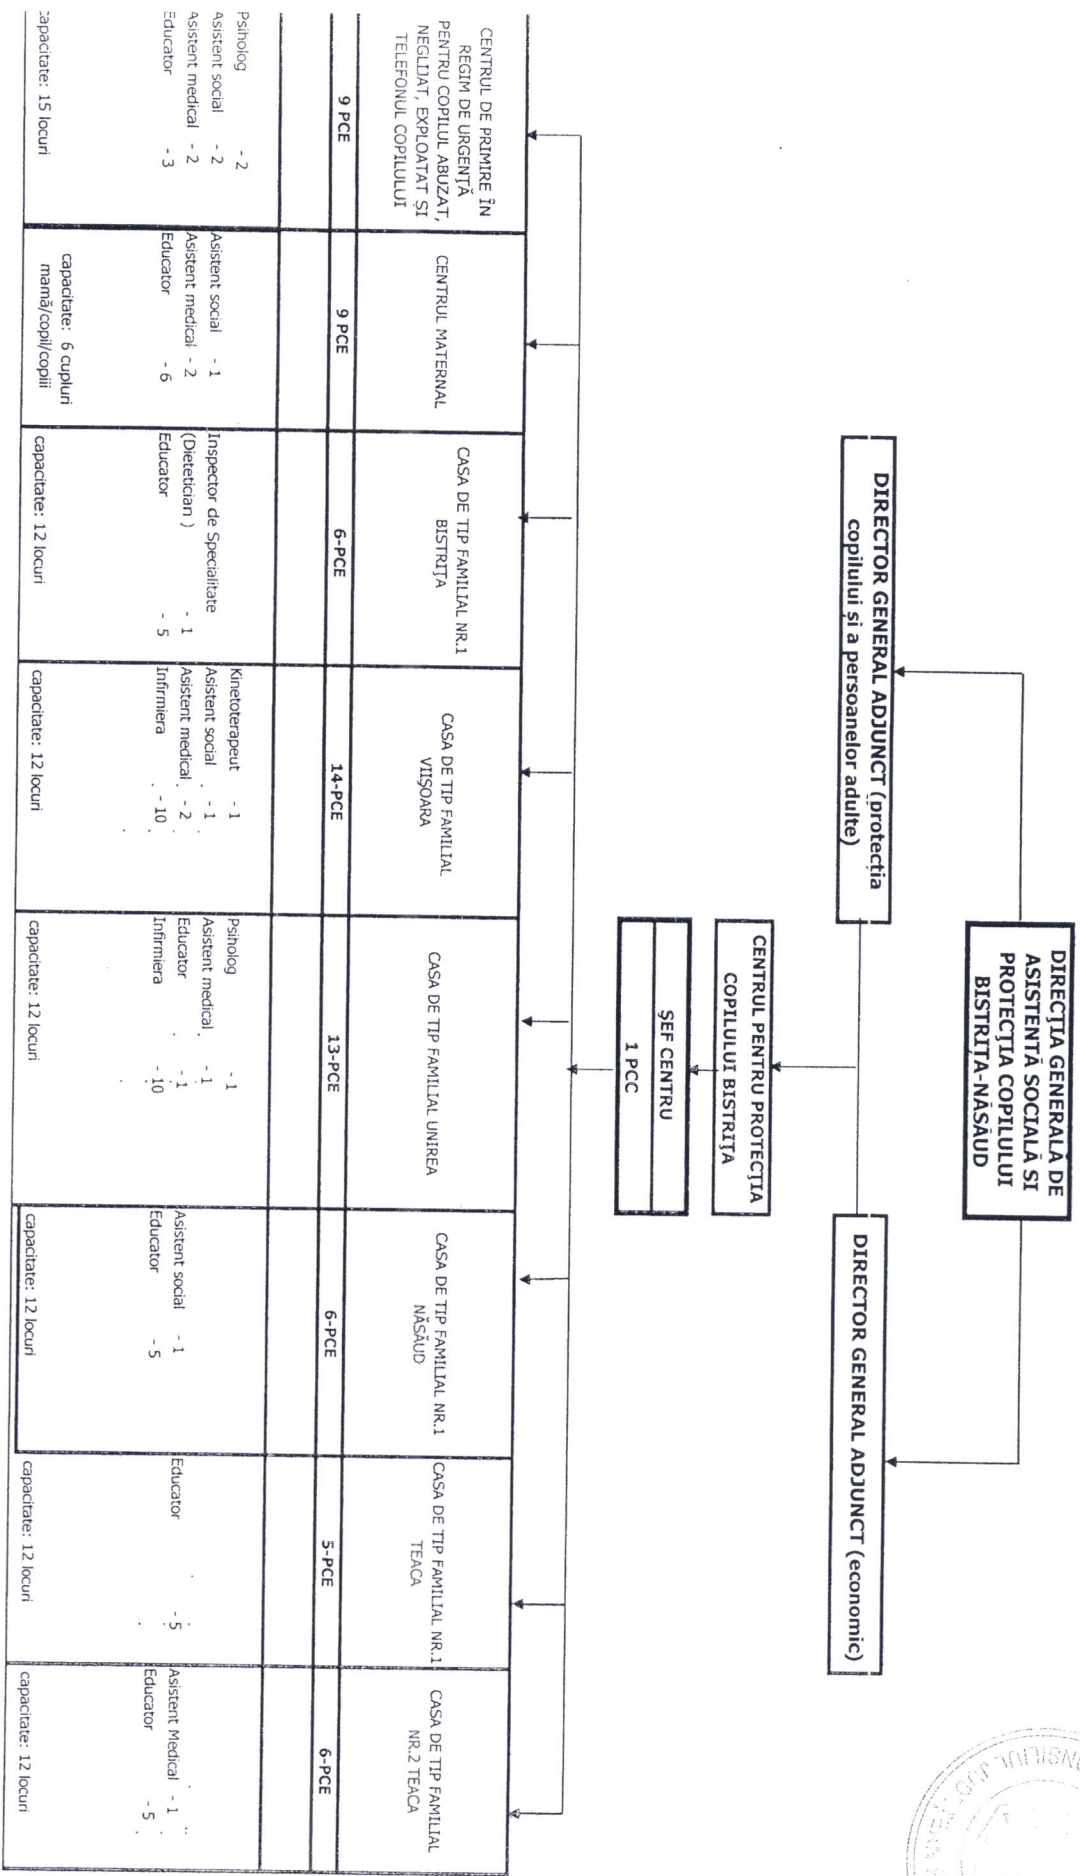 DIRECŢIA GENERALĂ DE
ASISTENTĂ SOCIALĂ SI
PROTECŢIA COPILULUI
BISTRIŢA-NĂSĂUD
DIRECTOR GENERAL ADJUNCT (protecţia
copilului si a persoanelor adulte)
DIRECTOR GENERAL ADJUNCT (economic)
CENTRUL PENTRU PROTECŢIA
COPILULUI BISTRIŢA
ŞEF CENTRU
1 PCC
CENTRUL DE PRIMIRE ÎN
REGIM DE URGENŢĂ
PENTRU COPILUL ABUZAT,
NEGLIJAT, EXPLOATAT ŞI
TELEFONUL COPILULUI
9 PCE
Psiholog - 2
Asistent social - 2
Asistent medical - 2
Educator - 3
capacitate: 15 locuri
CENTRUL MATERNAL
9 PCE
Asistent social - 1
Asistent medical - 2
Educator - 6
capacitate: 6 cupluri
mamă/copil/copiii
CASA DE TIP FAMILIAL NR.1
BISTRIŢA
6-PCE
Inspector de Specialitate
(Dietetician ) - 1
Educator - 5
capacitate: 12 locuri
CASA DE TIP FAMILIAL
VIIŞOARA
14-PCE
Kinetoterapeut - 1
Asistent social - 1
Asistent medical - 2
Infirmiera - 10
capacitate: 12 locuri
CASA DE TIP FAMILIAL UNIREA
13-PCE
Psiholog - 1
Asistent medical - 1
Educator - 1
Infirmiera - 10
capacitate: 12 locuri
CASA DE TIP FAMILIAL NR.1
NĂSĂUD
6-PCE
Asistent social - 1
Educator - 5
capacitate: 12 locuri
CASA DE TIP FAMILIAL NR.1
TEACA
5-PCE
Educator - 5
capacitate: 12 locuri
CASA DE TIP FAMILIAL
NR.2 TEACA
6-PCE
Asistent Medical - 1
Educator - 5
capacitate: 12 locuri